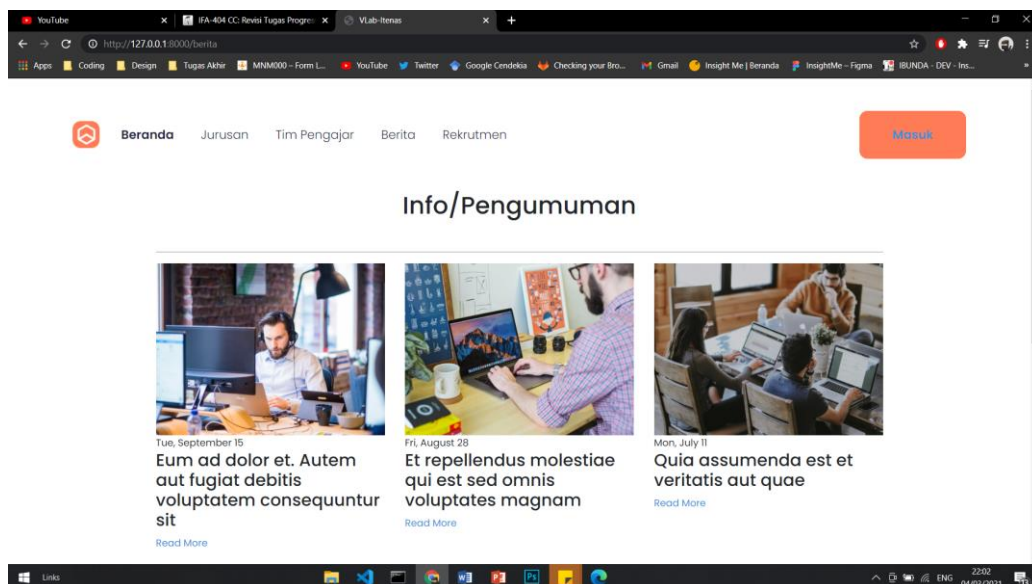 YouTube
IFA-404 CC: Revisi Tugas Progres
VLab-Itenas
http://127.0.0.1:8000/berita
Apps
Coding
Design
Tugas Akhir
MNM000 – Form L...
YouTube
Twitter
Google Cendekia
Checking your Bro...
Gmail
Insight Me | Beranda
InsightMe – Figma
IBUNDA - DEV - Ins...
Beranda
Jurusan
Tim Pengajar
Berita
Rekrutmen
Masuk
Info/Pengumuman
Tue, September 15
Eum ad dolor et. Autem
aut fugiat debitis
voluptatem consequuntur
sit
Read More
Fri, August 28
Et repellendus molestiae
qui est sed omnis
voluptates magnam
Read More
Mon, July 11
Quia assumenda est et
veritatis aut quae
Read More
Links
ENG
22:02
04/03/2021